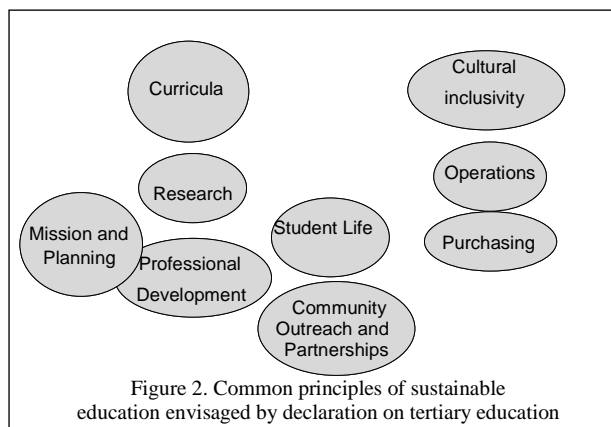 Curricula
Cultural
inclusivity
Research
Operations
Mission and
Planning
Student Life
Purchasing
Professional
Development
Community
Outreach and
Partnerships
Figure 2. Common principles of sustainable
education envisaged by declaration on tertiary education